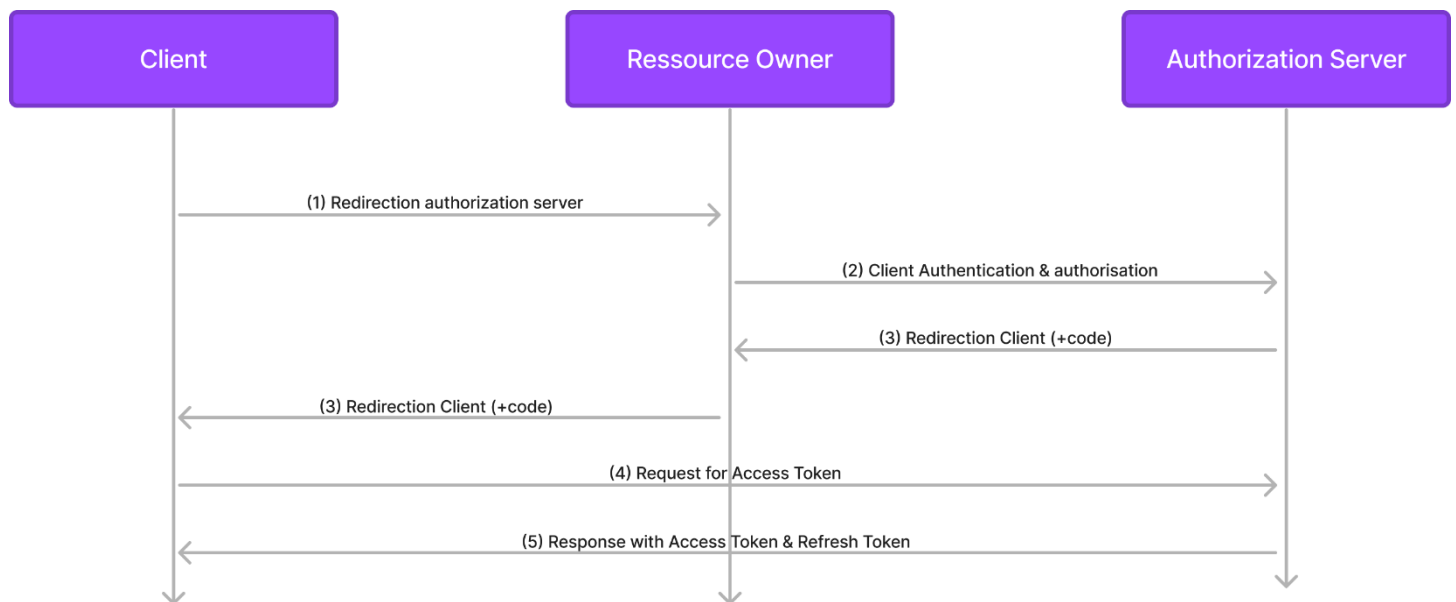 Client
Ressource Owner
Authorization Server
(1) Redirection authorization server
(2) Client Authentication & authorisation
(3) Redirection Client (+code)
(3) Redirection Client (+code)
(4) Request for Access Token
(5) Response with Access Token & Refresh Token